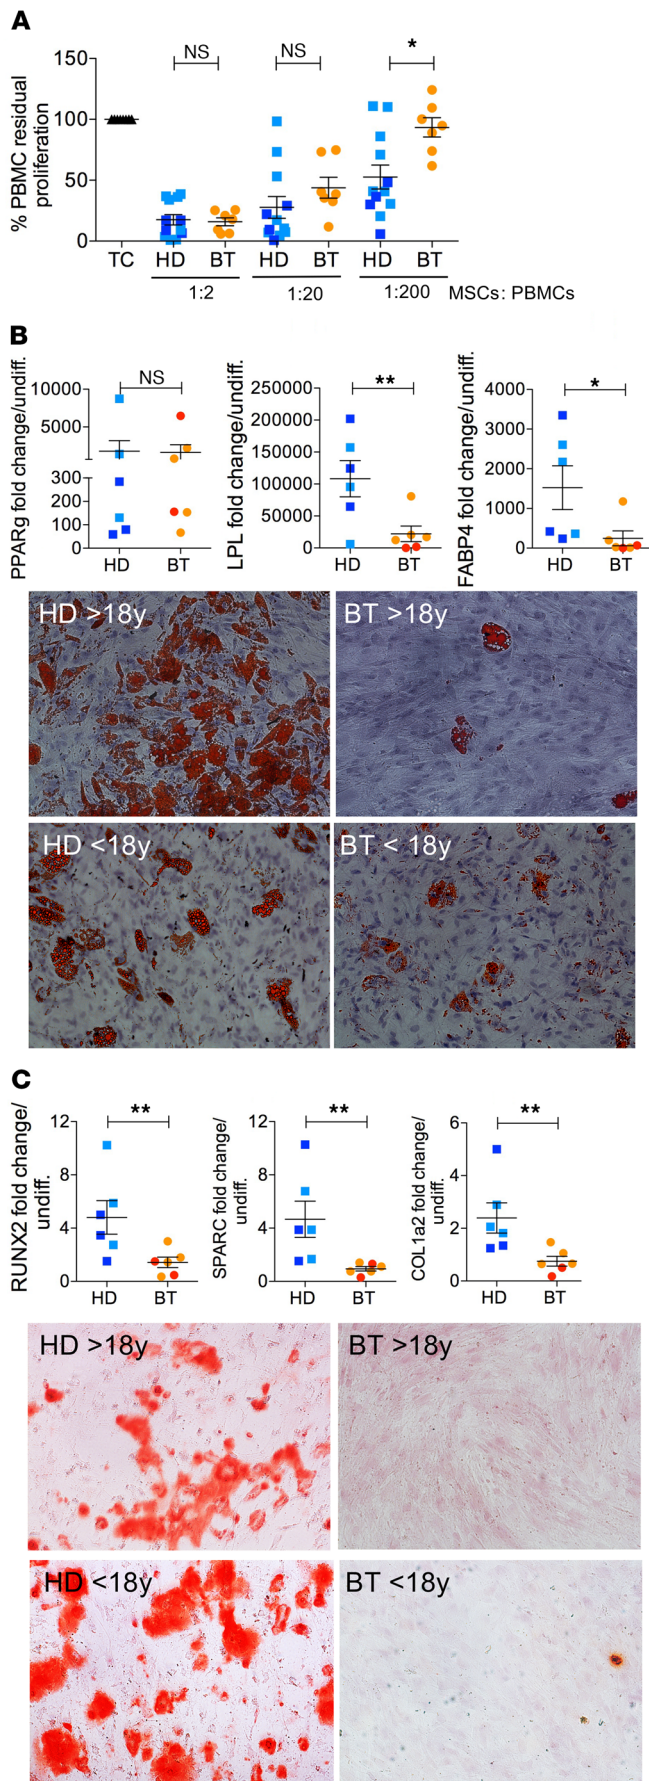 A
% PBMC residual
proliferation
150
100
50
0
NS
NS
*
TC
HD
BT
HD
BT
HD
BT
1:2
1:20
1:200
MSCs: PBMCs
B
PPARg fold change/undiff.
10000
5000
300
200
100
0
NS
HD
BT
LPL fold change/undiff.
250000
200000
150000
100000
50000
0
**
HD
BT
FABP4 fold change/undiff.
4000
3000
2000
1000
0
*
HD
BT
HD >18y
BT >18y
HD <18y
BT < 18y
C
RUNX2 fold change/
undiff.
12
8
4
0
**
HD
BT
SPARC fold change/
undiff.
12
8
4
0
**
HD
BT
COL1a2 fold change/
undiff.
6
4
2
0
**
HD
BT
HD >18y
BT >18y
HD <18y
BT <18y